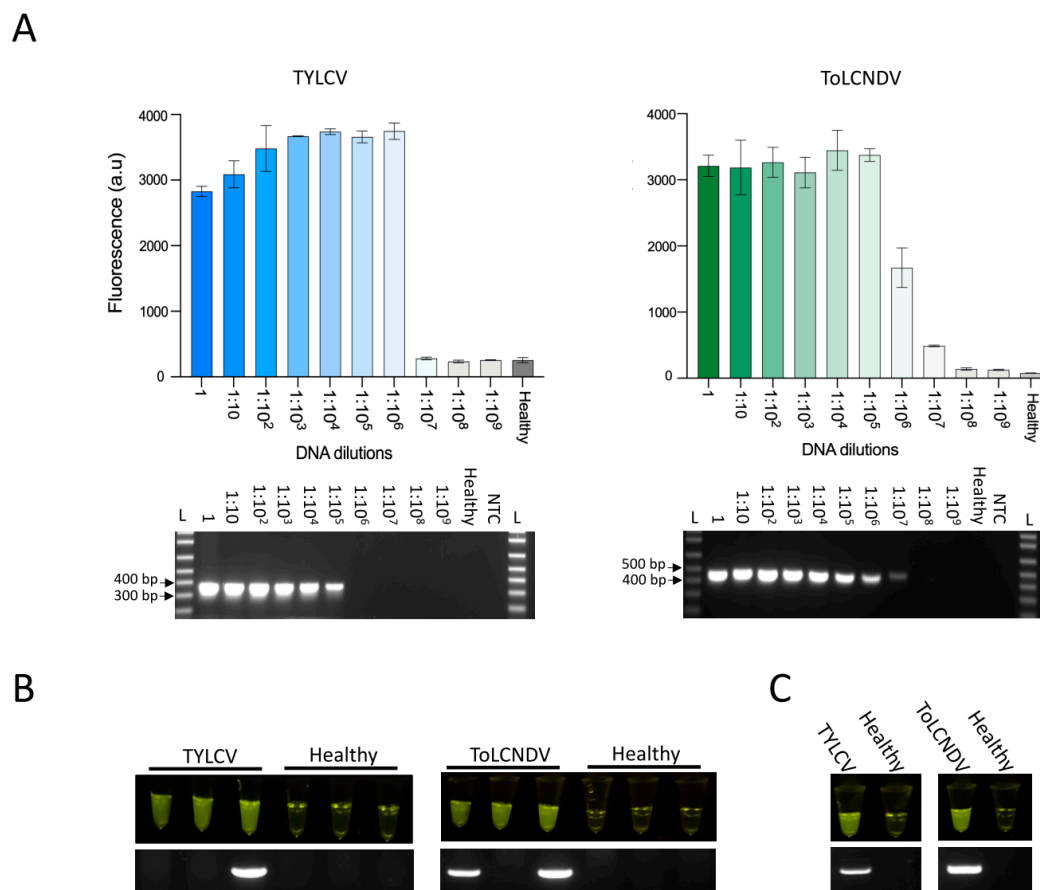 A
TYLCV
4000
3000
2000
1000
0
Fluorescence (a.u)
1
1:10
1:10²
1:10³
1:10⁴
1:10⁵
1:10⁶
1:10⁷
1:10⁸
1:10⁹
Healthy
DNA dilutions
L
1
1:10
1:10²
1:10³
1:10⁴
1:10⁵
1:10⁶
1:10⁷
1:10⁸
1:10⁹
Healthy
NTC
L
400 bp
300 bp
ToLCNDV
4000
3000
2000
1000
0
1
1:10
1:10²
1:10³
1:10⁴
1:10⁵
1:10⁶
1:10⁷
1:10⁸
1:10⁹
Healthy
DNA dilutions
L
1
1:10
1:10²
1:10³
1:10⁴
1:10⁵
1:10⁶
1:10⁷
1:10⁸
1:10⁹
Healthy
NTC
L
500 bp
400 bp
B
TYLCV
Healthy
ToLCNDV
Healthy
C
TYLCV
Healthy
ToLCNDV
Healthy